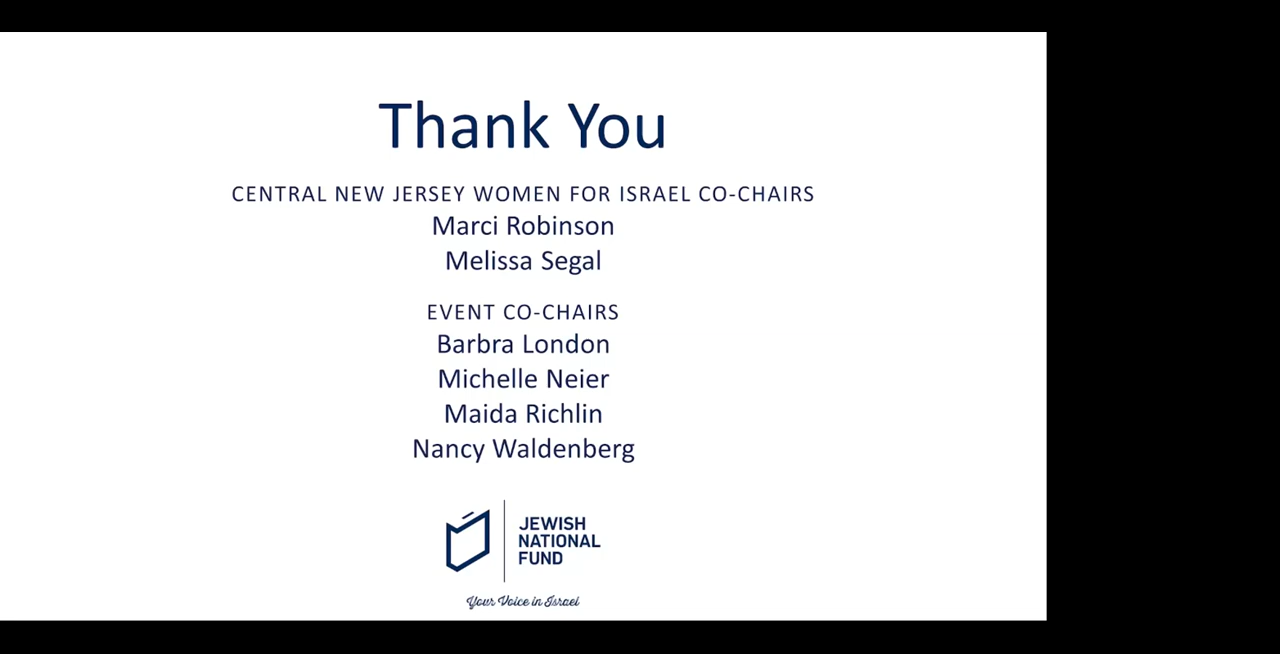 Thank You
CENTRAL NEW JERSEY WOMEN FOR ISRAEL CO-CHAIRS
Marci Robinson
Melissa Segal
EVENT CO-CHAIRS
Barbra London
Michelle Neier
Maida Richlin
Nancy Waldenberg
JEWISH
NATIONAL
FUND
Your Voice in Israel